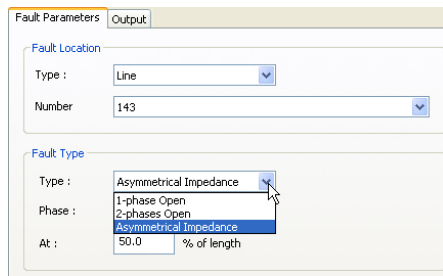 Fault Parameters Output
Fault Location
Type : Line
Number 143
Fault Type
Type : Asymmetrical Impedance
1-phase Open
Phase : 2-phases Open
Asymmetrical Impedance
At : 50.0 % of length